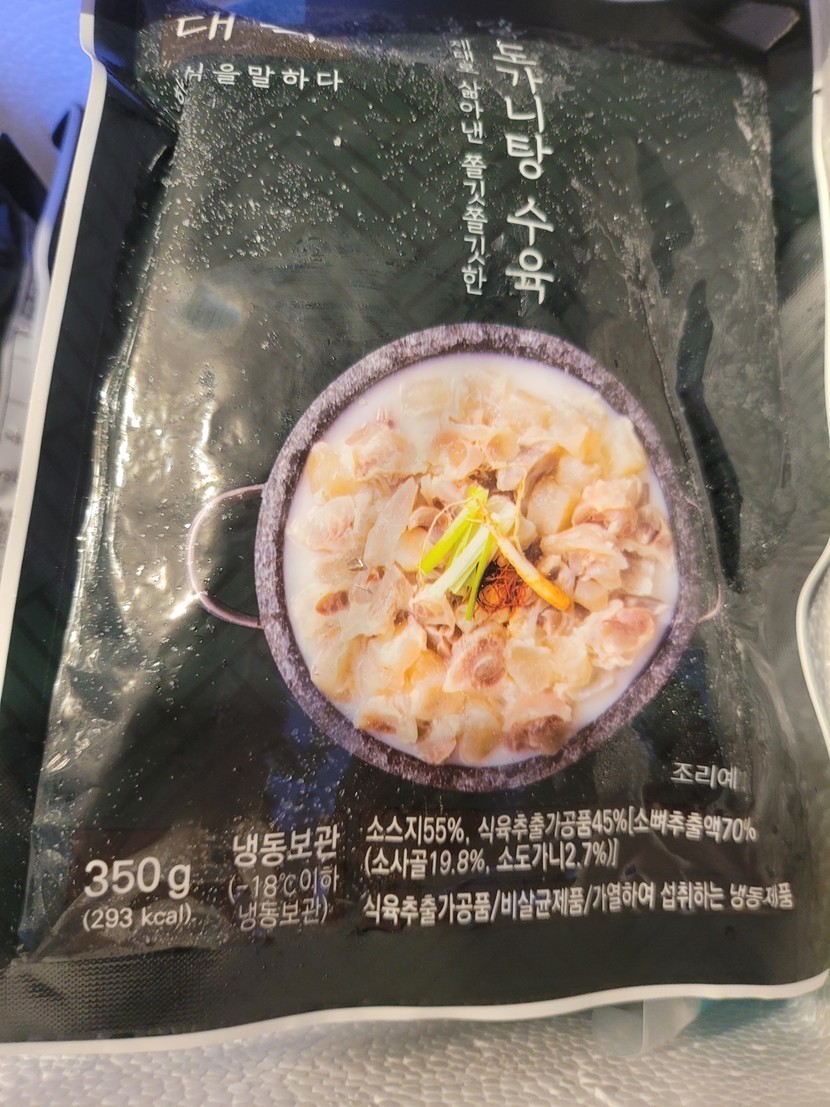 을말하다
도가니탕 수육
삶아낸 쫄깃쫄깃한
조리예
350g
(293 kcal)
냉동보관
(-18℃이하
냉동보관)
소스지55%, 식육추출가공품45%[소뼈추출액70%
(소사골19.8%, 소도가니2.7%)]
식육추출가공품/비살균제품/가열하여 섭취하는 냉동제품